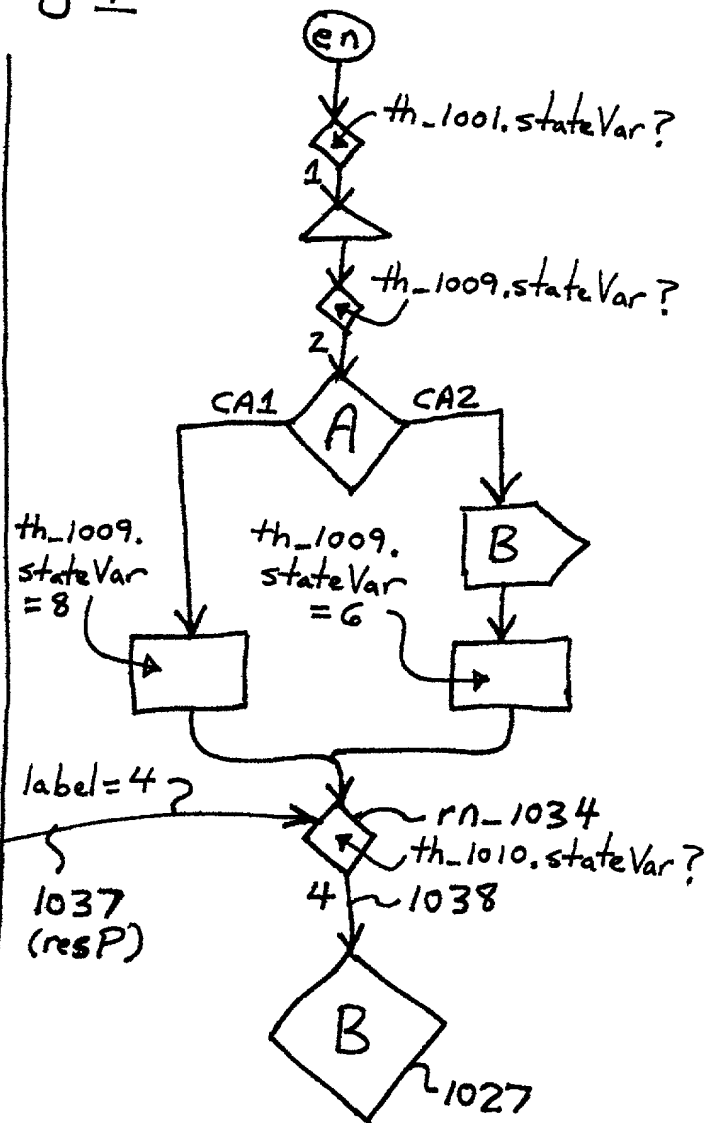 en
th_1001.stateVar?
1
th_1009.stateVar?
2
CA1
A
CA2
B
th_1009.
stateVar
=8
th_1009.
stateVar
=6
label=4
rn_1034
th_1010.stateVar?
1037
(resP)
4
1038
B
1027